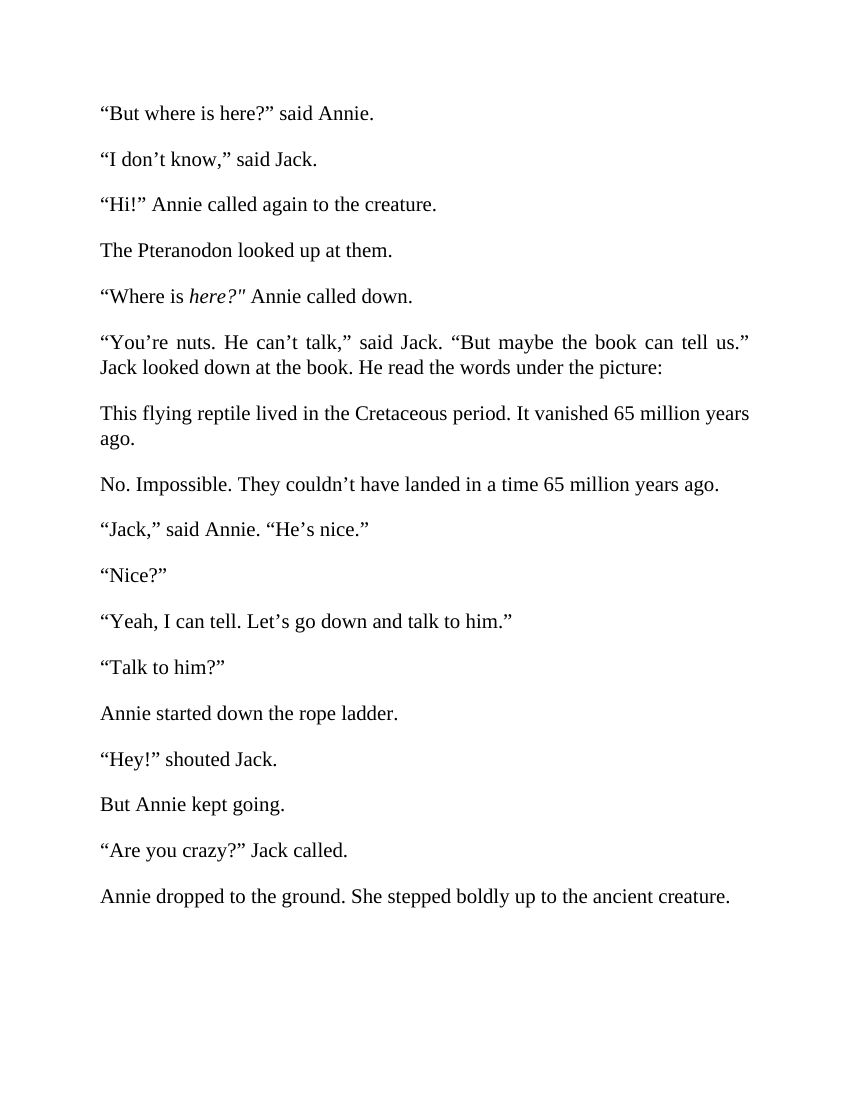 “But where is here?” said Annie.
“I don’t know,” said Jack.
“Hi!” Annie called again to the creature.
The Pteranodon looked up at them.
“Where is here?" Annie called down.
“You’re nuts. He can’t talk,” said Jack. “But maybe the book can tell us.”
Jack looked down at the book. He read the words under the picture:
This flying reptile lived in the Cretaceous period. It vanished 65 million years
ago.
No. Impossible. They couldn’t have landed in a time 65 million years ago.
“Jack,” said Annie. “He’s nice.”
“Nice?”
“Yeah, I can tell. Let’s go down and talk to him.”
“Talk to him?”
Annie started down the rope ladder.
“Hey!” shouted Jack.
But Annie kept going.
“Are you crazy?” Jack called.
Annie dropped to the ground. She stepped boldly up to the ancient creature.